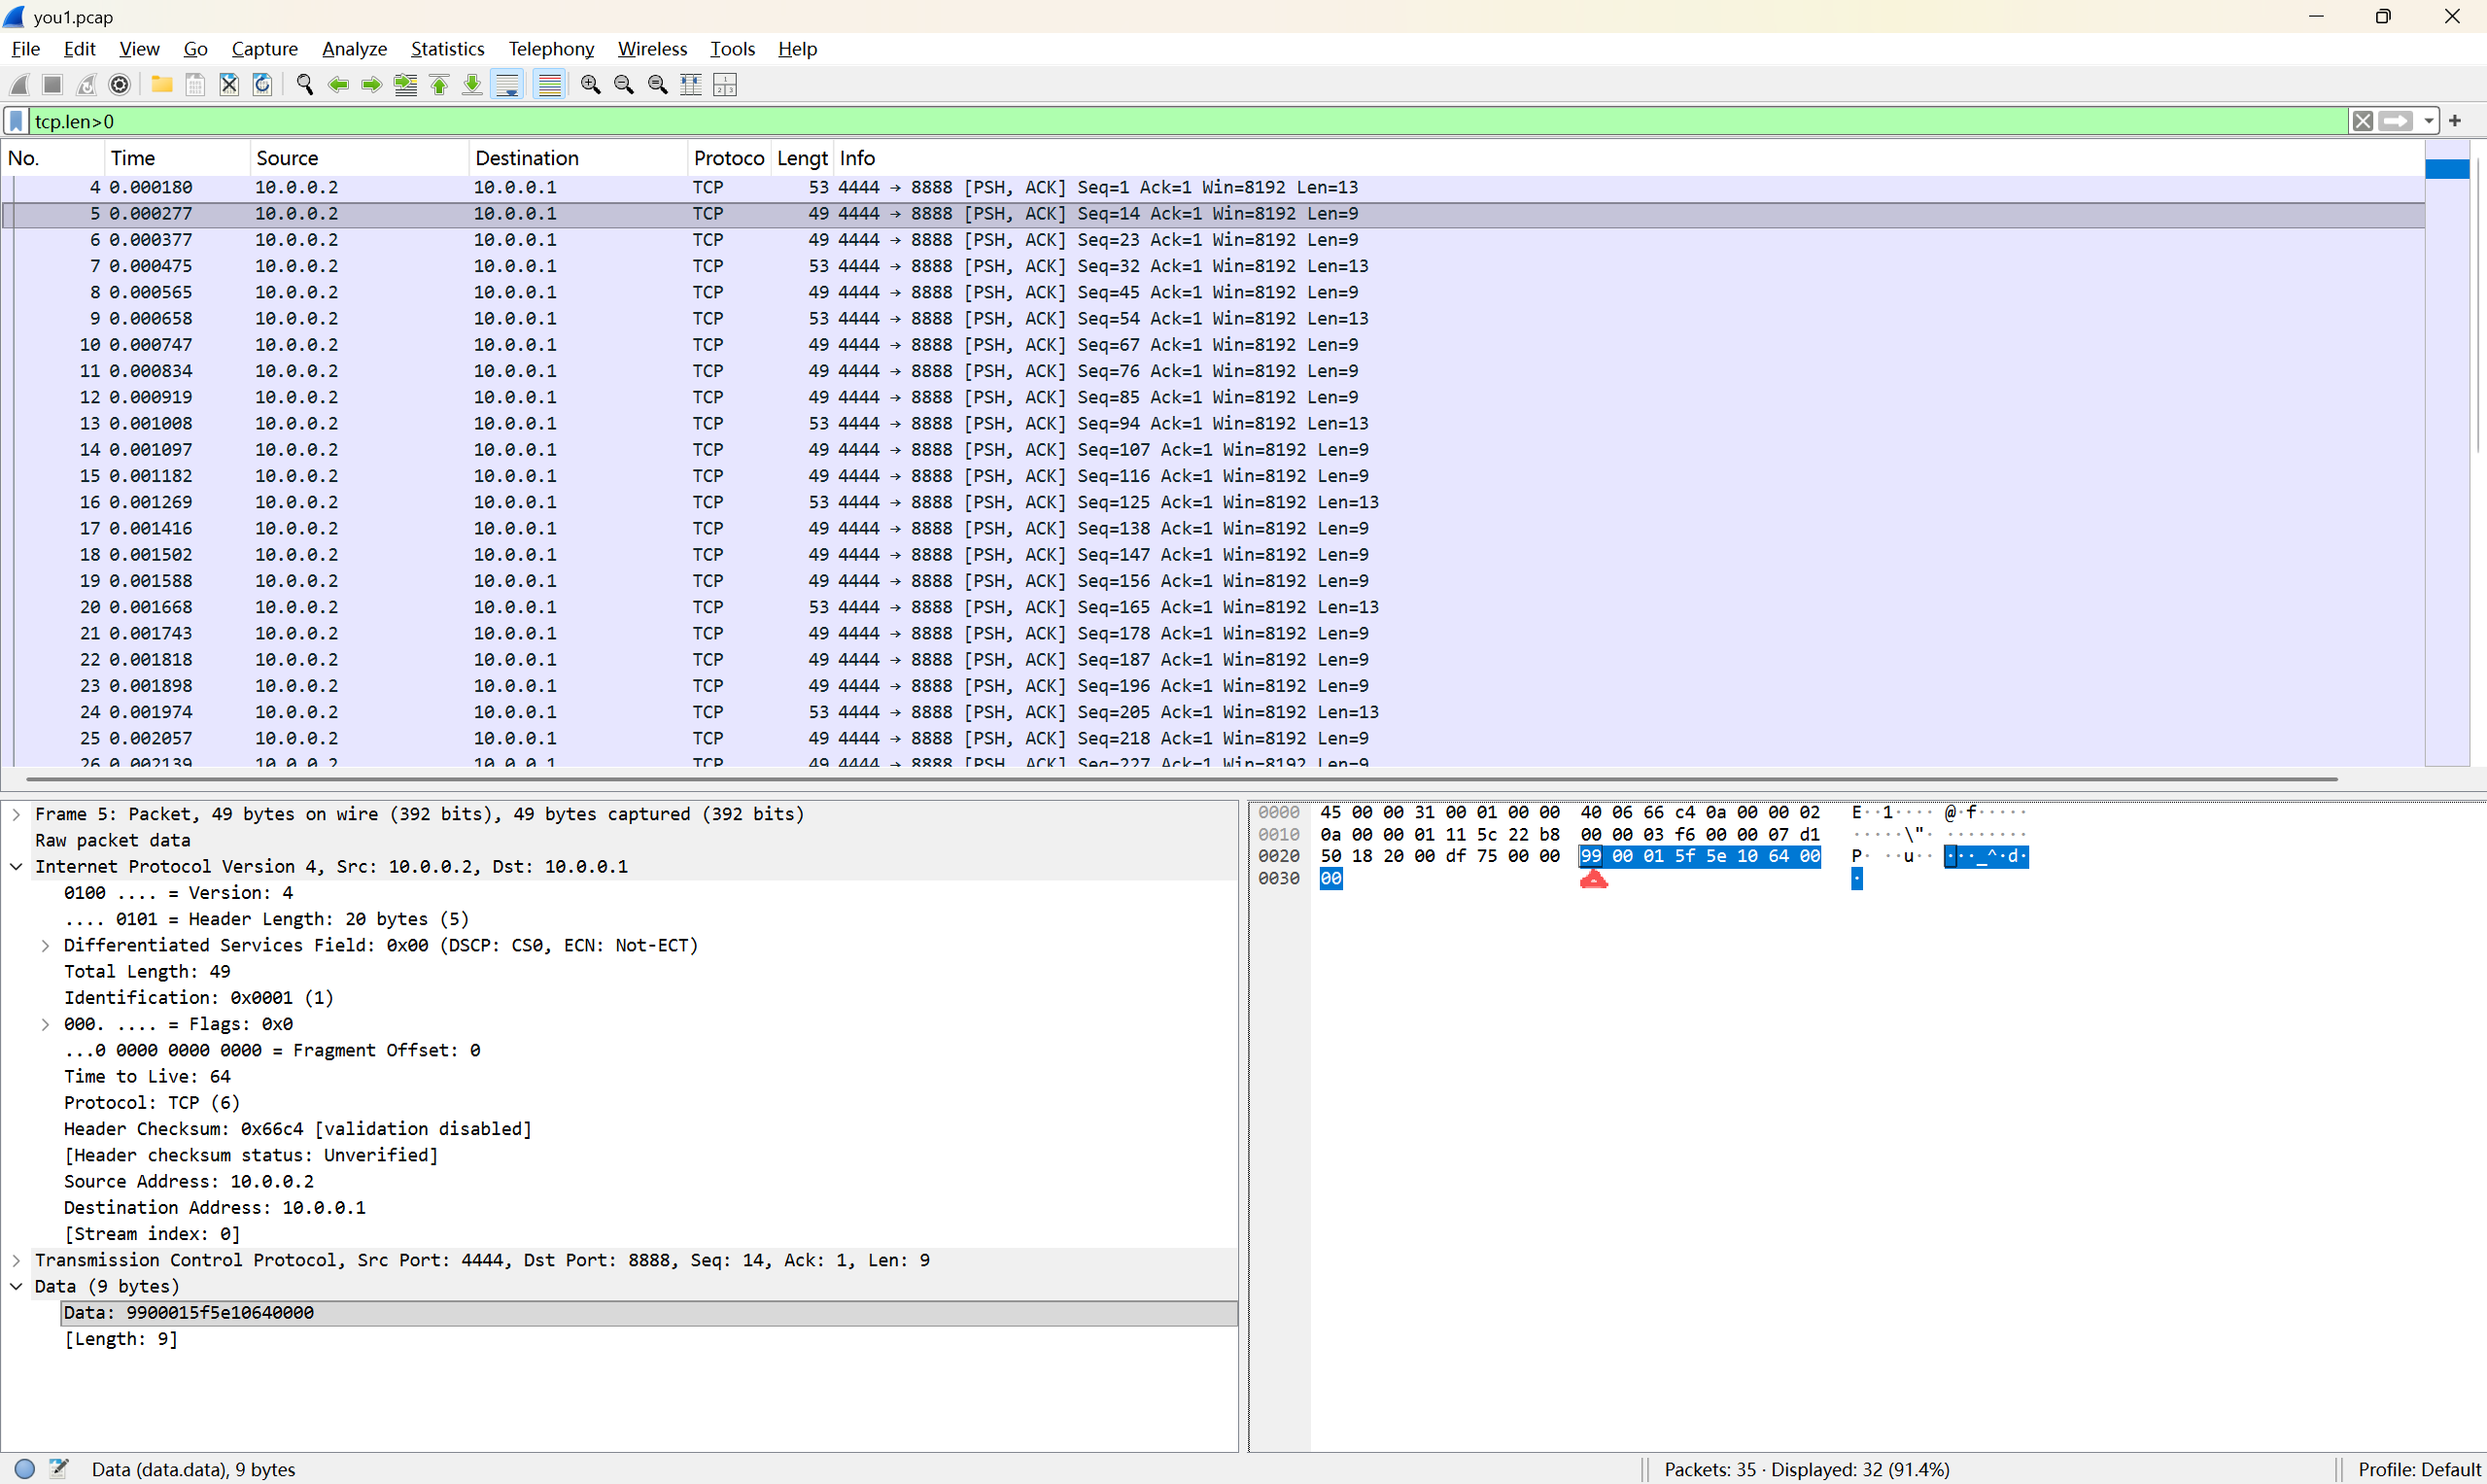 you1.pcap
File Edit View Go Capture Analyze Statistics Telephony Wireless Tools Help
tcp.len>0
No. Time Source Destination Protoco Lengt Info
4 0.000180 10.0.0.2 10.0.0.1 TCP 53 4444 → 8888 [PSH, ACK] Seq=1 Ack=1 Win=8192 Len=13
5 0.000277 10.0.0.2 10.0.0.1 TCP 49 4444 → 8888 [PSH, ACK] Seq=14 Ack=1 Win=8192 Len=9
6 0.000377 10.0.0.2 10.0.0.1 TCP 49 4444 → 8888 [PSH, ACK] Seq=23 Ack=1 Win=8192 Len=9
7 0.000475 10.0.0.2 10.0.0.1 TCP 53 4444 → 8888 [PSH, ACK] Seq=32 Ack=1 Win=8192 Len=13
8 0.000565 10.0.0.2 10.0.0.1 TCP 49 4444 → 8888 [PSH, ACK] Seq=45 Ack=1 Win=8192 Len=9
9 0.000658 10.0.0.2 10.0.0.1 TCP 53 4444 → 8888 [PSH, ACK] Seq=54 Ack=1 Win=8192 Len=13
10 0.000747 10.0.0.2 10.0.0.1 TCP 49 4444 → 8888 [PSH, ACK] Seq=67 Ack=1 Win=8192 Len=9
11 0.000834 10.0.0.2 10.0.0.1 TCP 49 4444 → 8888 [PSH, ACK] Seq=76 Ack=1 Win=8192 Len=9
12 0.000919 10.0.0.2 10.0.0.1 TCP 49 4444 → 8888 [PSH, ACK] Seq=85 Ack=1 Win=8192 Len=9
13 0.001008 10.0.0.2 10.0.0.1 TCP 53 4444 → 8888 [PSH, ACK] Seq=94 Ack=1 Win=8192 Len=13
14 0.001097 10.0.0.2 10.0.0.1 TCP 49 4444 → 8888 [PSH, ACK] Seq=107 Ack=1 Win=8192 Len=9
15 0.001182 10.0.0.2 10.0.0.1 TCP 49 4444 → 8888 [PSH, ACK] Seq=116 Ack=1 Win=8192 Len=9
16 0.001269 10.0.0.2 10.0.0.1 TCP 53 4444 → 8888 [PSH, ACK] Seq=125 Ack=1 Win=8192 Len=13
17 0.001416 10.0.0.2 10.0.0.1 TCP 49 4444 → 8888 [PSH, ACK] Seq=138 Ack=1 Win=8192 Len=9
18 0.001502 10.0.0.2 10.0.0.1 TCP 49 4444 → 8888 [PSH, ACK] Seq=147 Ack=1 Win=8192 Len=9
19 0.001588 10.0.0.2 10.0.0.1 TCP 49 4444 → 8888 [PSH, ACK] Seq=156 Ack=1 Win=8192 Len=9
20 0.001668 10.0.0.2 10.0.0.1 TCP 53 4444 → 8888 [PSH, ACK] Seq=165 Ack=1 Win=8192 Len=13
21 0.001743 10.0.0.2 10.0.0.1 TCP 49 4444 → 8888 [PSH, ACK] Seq=178 Ack=1 Win=8192 Len=9
22 0.001818 10.0.0.2 10.0.0.1 TCP 49 4444 → 8888 [PSH, ACK] Seq=187 Ack=1 Win=8192 Len=9
23 0.001898 10.0.0.2 10.0.0.1 TCP 49 4444 → 8888 [PSH, ACK] Seq=196 Ack=1 Win=8192 Len=9
24 0.001974 10.0.0.2 10.0.0.1 TCP 53 4444 → 8888 [PSH, ACK] Seq=205 Ack=1 Win=8192 Len=13
25 0.002057 10.0.0.2 10.0.0.1 TCP 49 4444 → 8888 [PSH, ACK] Seq=218 Ack=1 Win=8192 Len=9
26 0.002139 10.0.0.2 10.0.0.1 TCP 49 4444 → 8888 [PSH, ACK] Seq=227 Ack=1 Win=8192 Len=9
Frame 5: Packet, 49 bytes on wire (392 bits), 49 bytes captured (392 bits)
Raw packet data
Internet Protocol Version 4, Src: 10.0.0.2, Dst: 10.0.0.1
0100 .... = Version: 4
.... 0101 = Header Length: 20 bytes (5)
Differentiated Services Field: 0x00 (DSCP: CS0, ECN: Not-ECT)
Total Length: 49
Identification: 0x0001 (1)
000. .... = Flags: 0x0
...0 0000 0000 0000 = Fragment Offset: 0
Time to Live: 64
Protocol: TCP (6)
Header Checksum: 0x66c4 [validation disabled]
[Header checksum status: Unverified]
Source Address: 10.0.0.2
Destination Address: 10.0.0.1
[Stream index: 0]
Transmission Control Protocol, Src Port: 4444, Dst Port: 8888, Seq: 14, Ack: 1, Len: 9
Data (9 bytes)
Data: 9900015f5e10640000
[Length: 9]
0000 45 00 00 31 00 01 00 00 40 06 66 c4 0a 00 00 02 E··1···· @·f·····
0010 0a 00 00 01 11 5c 22 b8 00 00 03 f6 00 00 07 d1 ·····\"· ········
0020 50 18 20 00 df 75 00 00 99 00 01 5f 5e 10 64 00 P· ··u·· ···_^·d·
0030 00 ·
Data (data.data), 9 bytes
Packets: 35 · Displayed: 32 (91.4%)
Profile: Default